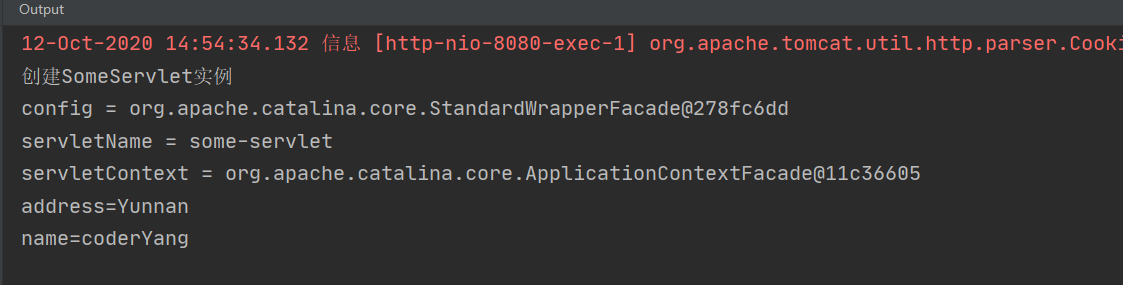 Output
12-Oct-2020 14:54:34.132 信息 [http-nio-8080-exec-1] org.apache.tomcat.util.http.parser.Cooki
创建SomeServlet实例
config = org.apache.catalina.core.StandardWrapperFacade@278fc6dd
servletName = some-servlet
servletContext = org.apache.catalina.core.ApplicationContextFacade@11c36605
address=Yunnan
name=coderYang